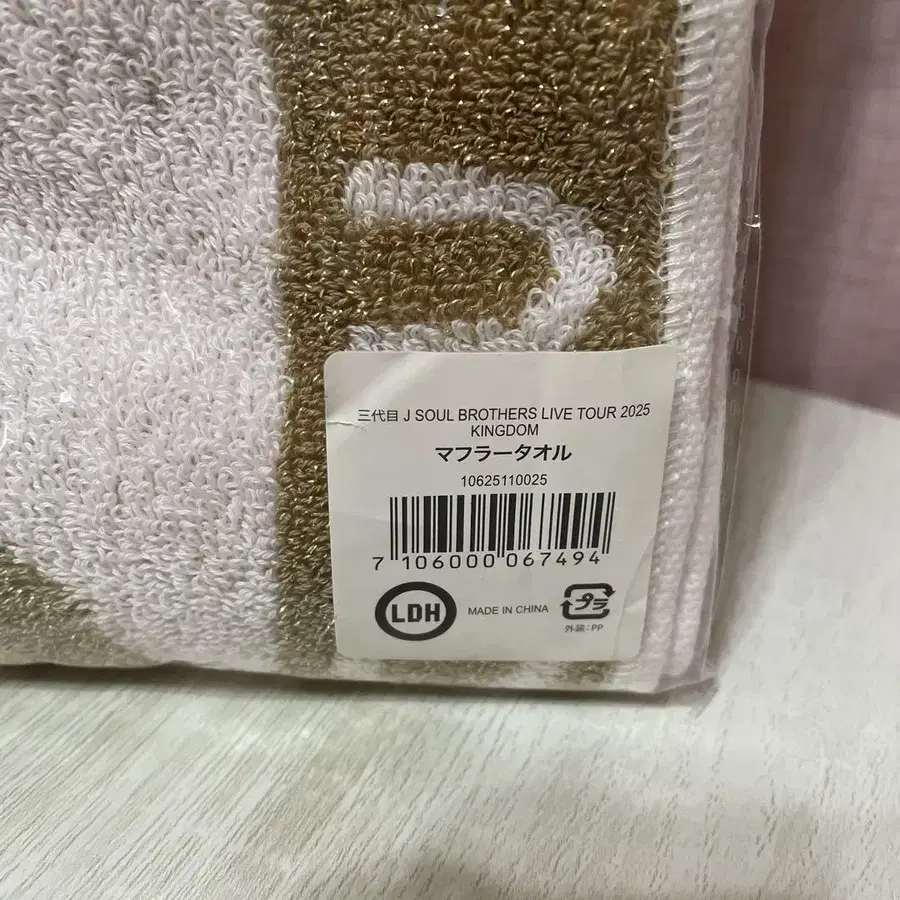 三代目 J SOUL BROTHERS LIVE TOUR 2025
KINGDOM
マフラータオル
10625110025
7 106000 067494
LDH
MADE IN CHINA
プラ
外装：PP